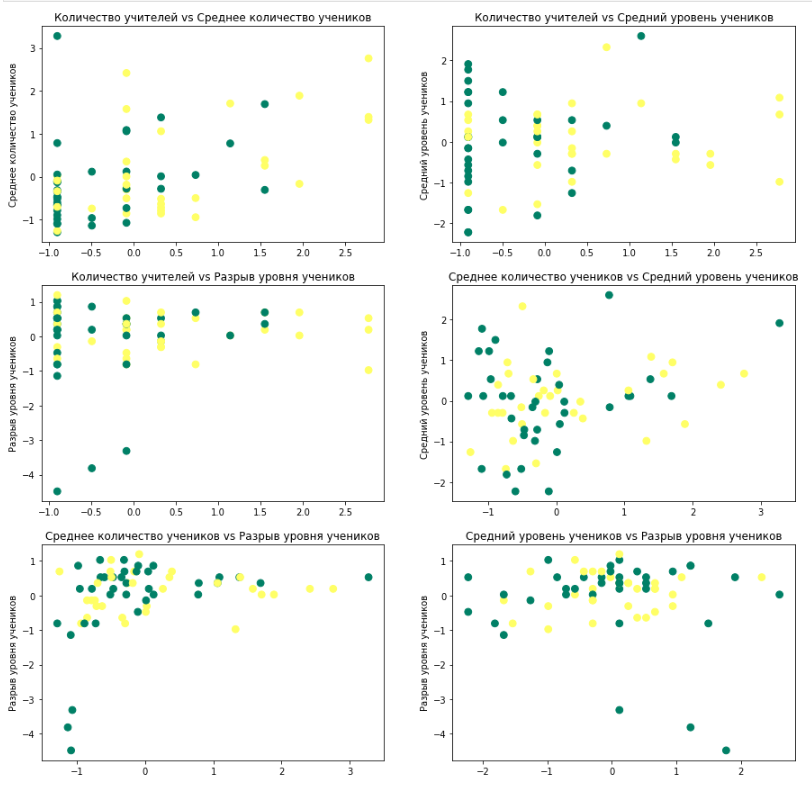 Количество учителей vs Среднее количество учеников
Среднее количество учеников
3
2
1
0
−1
−1.0 −0.5 0.0 0.5 1.0 1.5 2.0 2.5
Количество учителей vs Средний уровень учеников
Средний уровень учеников
2
1
0
−1
−2
−1.0 −0.5 0.0 0.5 1.0 1.5 2.0 2.5
Количество учителей vs Разрыв уровня учеников
Разрыв уровня учеников
1
0
−1
−2
−3
−4
−1.0 −0.5 0.0 0.5 1.0 1.5 2.0 2.5
Среднее количество учеников vs Средний уровень учеников
Средний уровень учеников
2
1
0
−1
−2
−1 0 1 2 3
Среднее количество учеников vs Разрыв уровня учеников
Разрыв уровня учеников
1
0
−1
−2
−3
−4
−1 0 1 2 3
Средний уровень учеников vs Разрыв уровня учеников
Разрыв уровня учеников
1
0
−1
−2
−3
−4
−2 −1 0 1 2